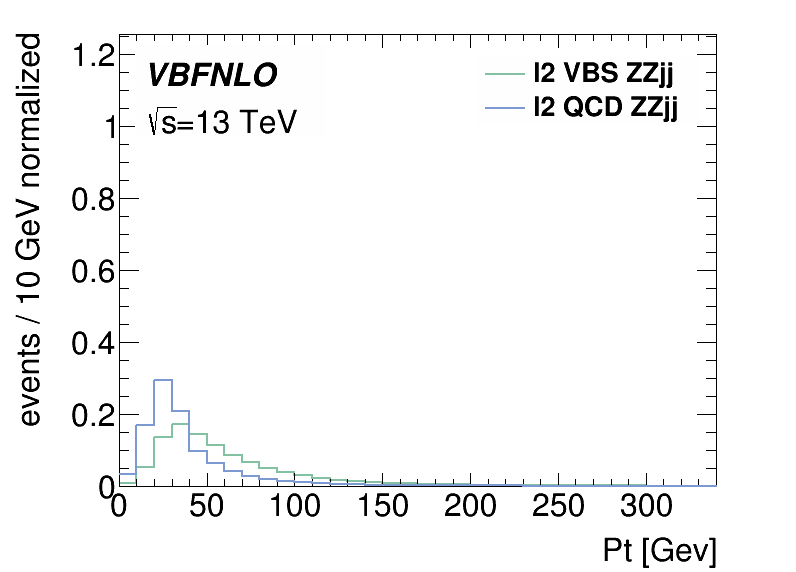 events / 10 GeV normalized
1.2
1
0.8
0.6
0.4
0.2
0
VBFNLO
√s=13 TeV
l2 VBS ZZjj
l2 QCD ZZjj
0 50 100 150 200 250 300
Pt [Gev]